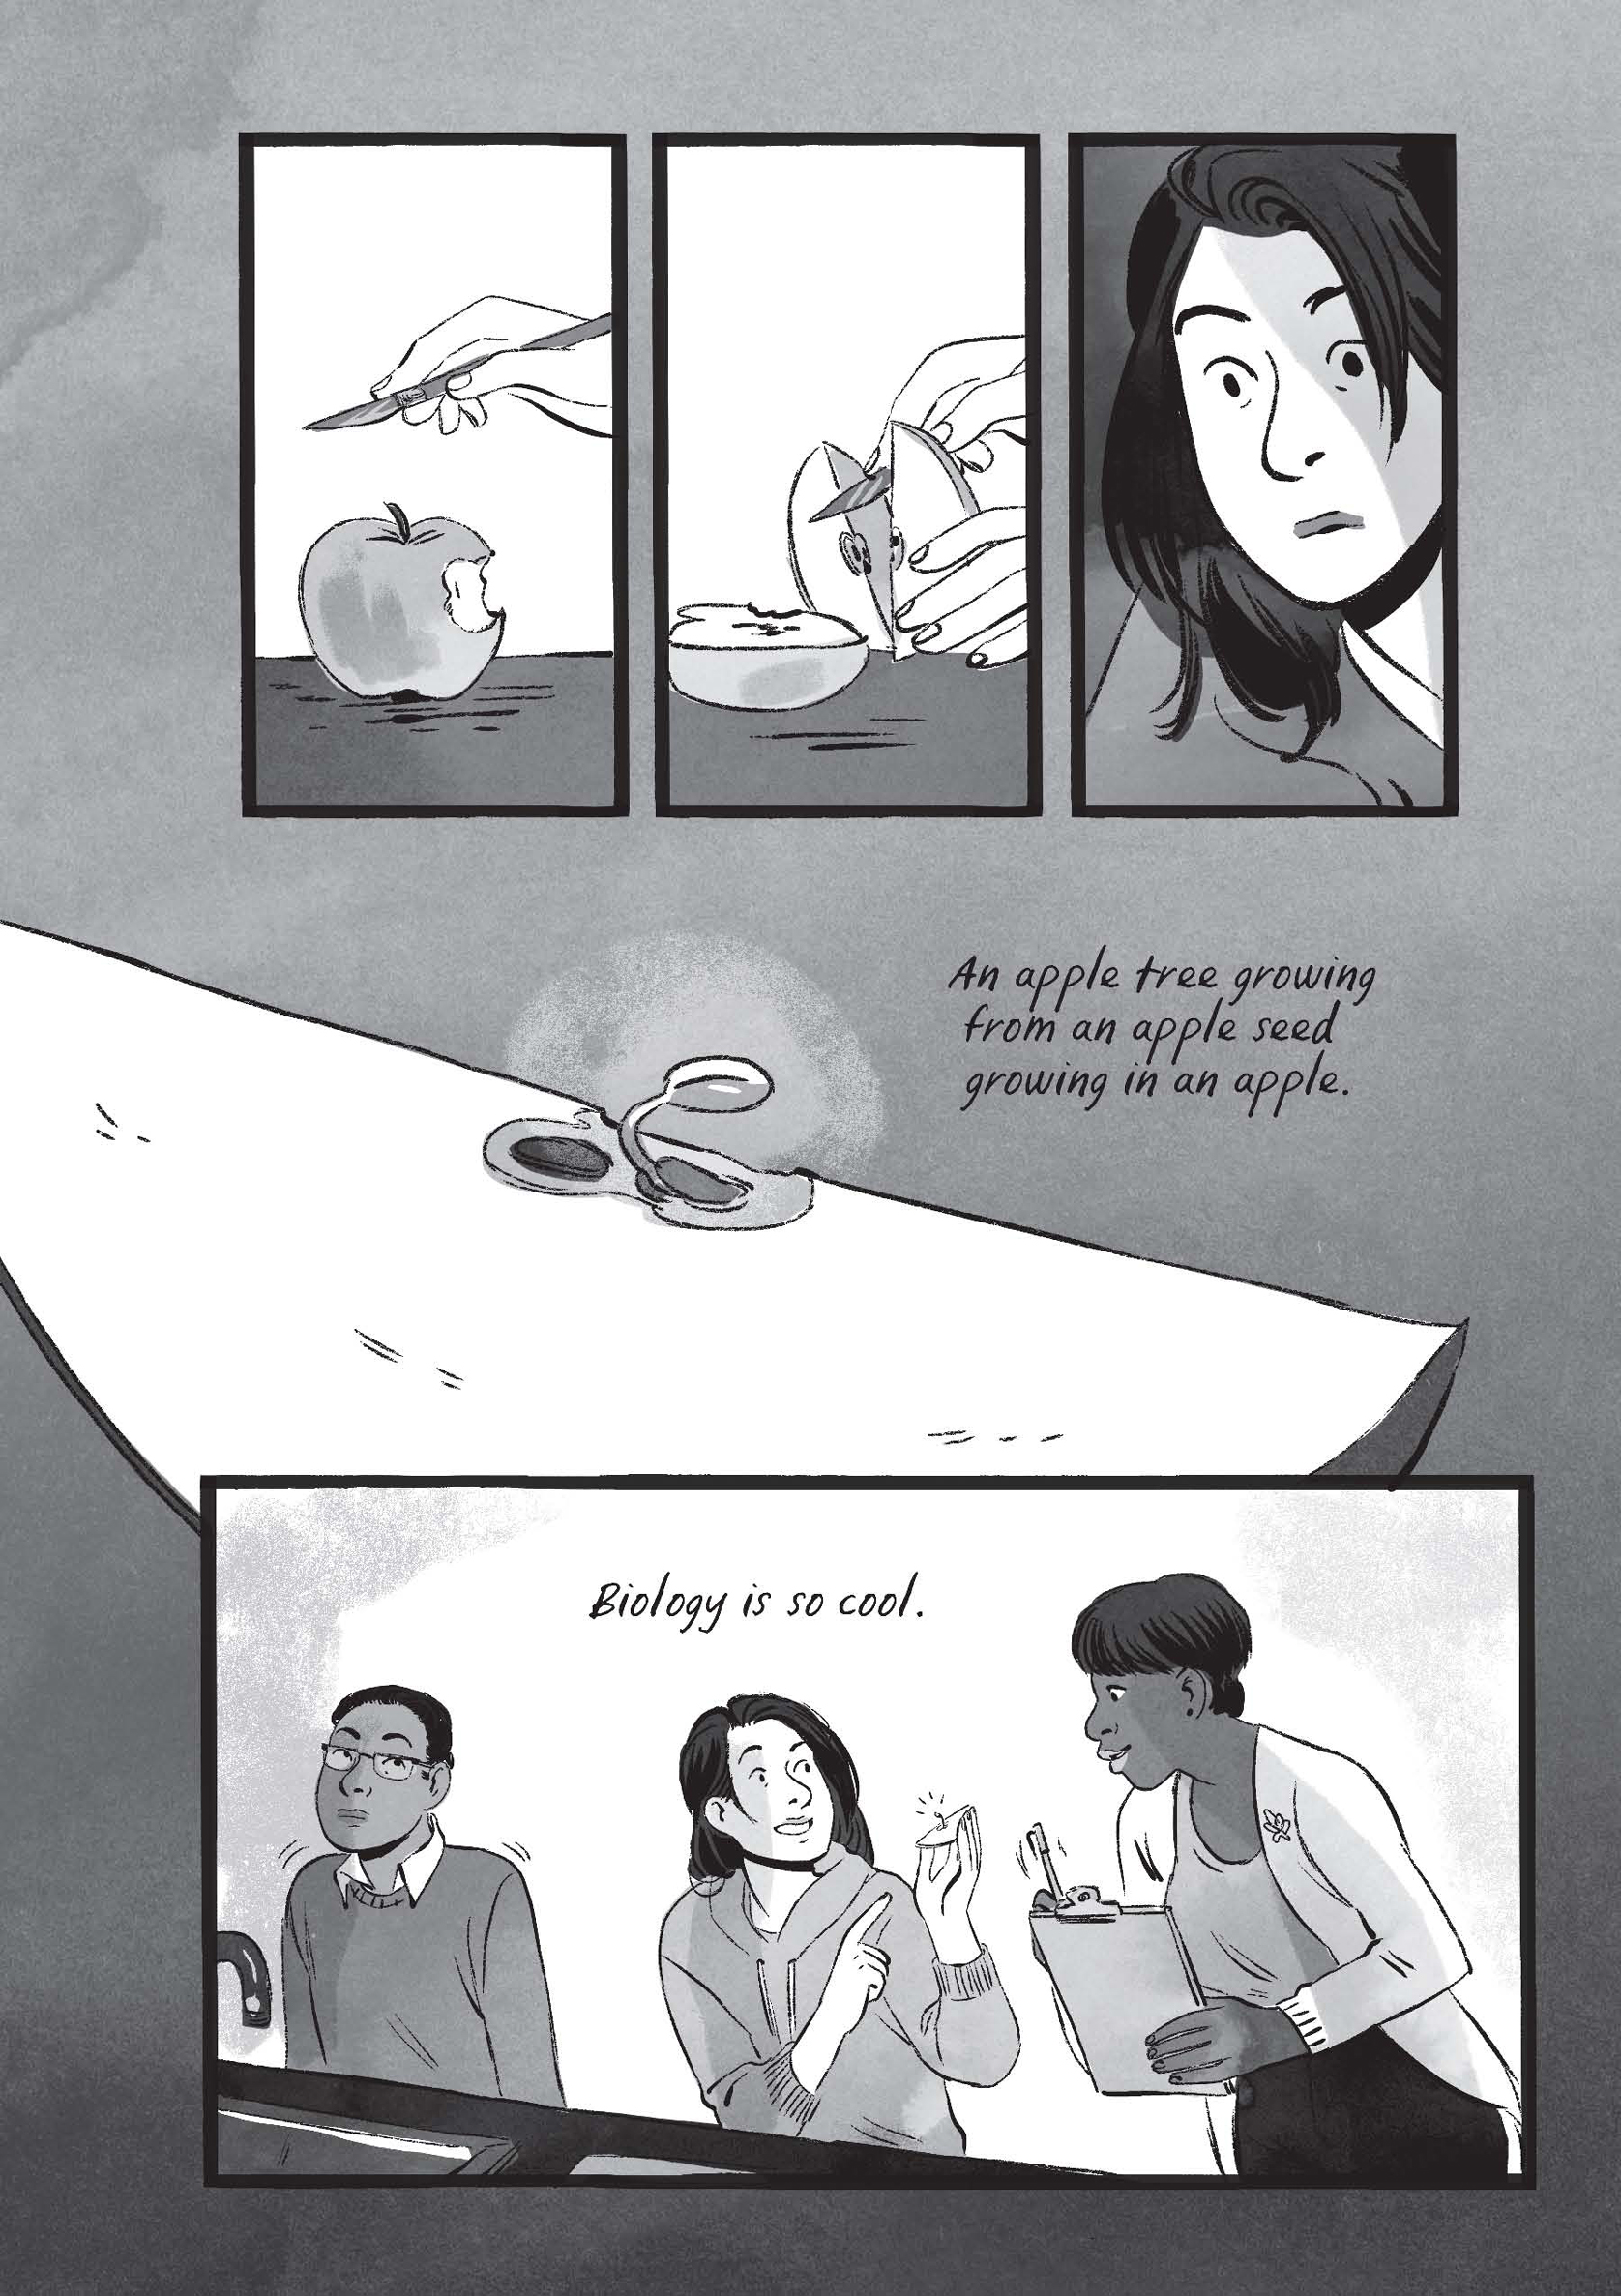 An apple tree growing
from an apple seed
growing in an apple.
Biology is so cool.